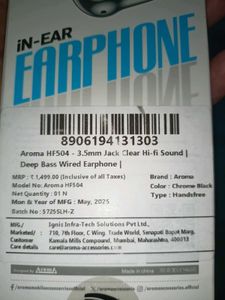 iN-EAR
EARPHONE
8906194131303
Aroma HF504 - 3.5mm Jack Clear Hi-fi Sound |
Deep Bass Wired Earphone |
MRP : ₹1,499.00 (Inclusive of all Taxes)
Brand : Aroma
Model No: Aroma HF504
Color : Chrome Black
Net Quantity : 01 N
Type : Handsfree
Mon & Year of MFG : May, 2025
Batch No : 5725SLH-Z
MFG /
Marketer /
Customer
Care
: Ignis Infra-Tech Solutions Pvt Ltd.,
710, 7th Floor, C Wing, Trade World, Senapati Bapat Marg,
Kamala Mills Compound, Mumbai, Maharashtra, 400013
care@aroma-accessories.com
AROMA
Made in china